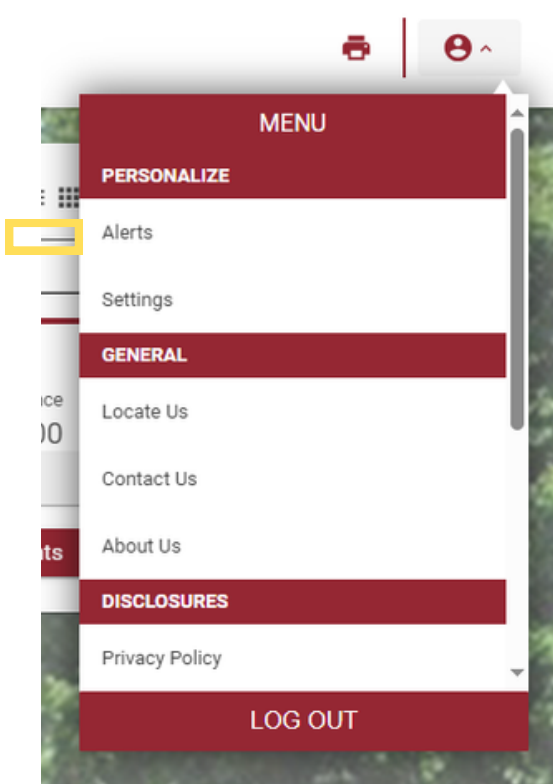 MENU
PERSONALIZE
Alerts
Settings
GENERAL
Locate Us
Contact Us
About Us
DISCLOSURES
Privacy Policy
LOG OUT